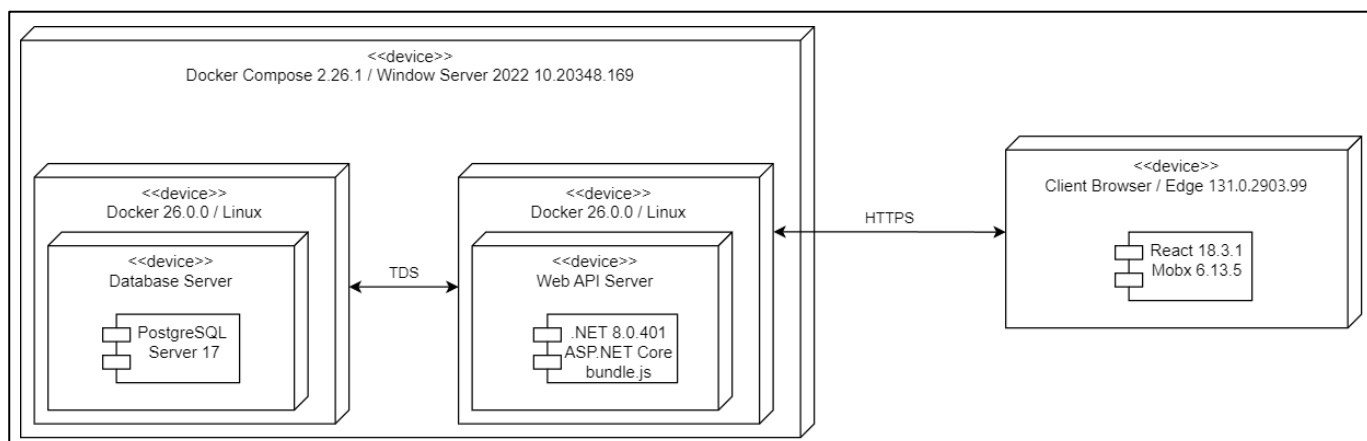 <<device>>
Docker Compose 2.26.1 / Window Server 2022 10.20348.169
<<device>>
Docker 26.0.0 / Linux
<<device>>
Database Server
PostgreSQL
Server 17
TDS
<<device>>
Docker 26.0.0 / Linux
<<device>>
Web API Server
.NET 8.0.401
ASP.NET Core
bundle.js
HTTPS
<<device>>
Client Browser / Edge 131.0.2903.99
React 18.3.1
Mobx 6.13.5